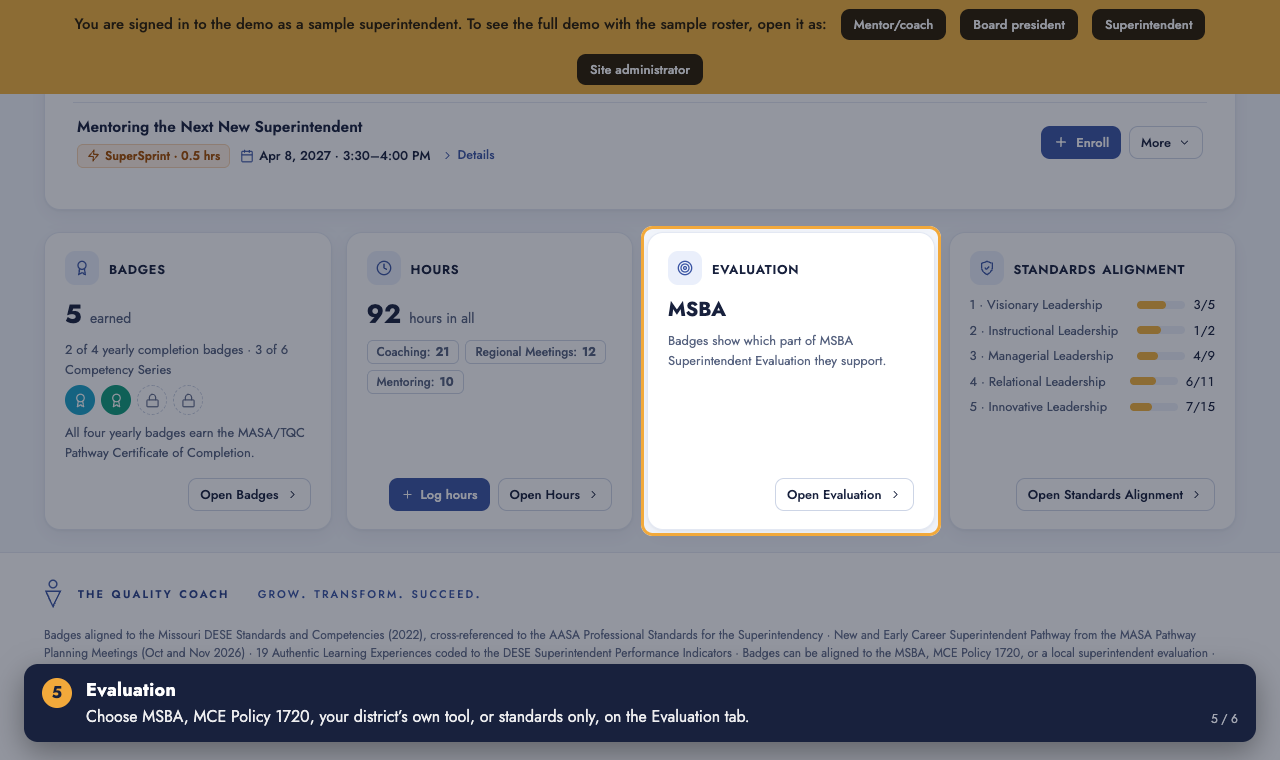 You are signed in to the demo as a sample superintendent. To see the full demo with the sample roster, open it as: Mentor/coach Board president Superintendent
Site administrator
Mentoring the Next New Superintendent
SuperSprint · 0.5 hrs Apr 8, 2027 · 3:30–4:00 PM Details
Enroll More
BADGES
5 earned
2 of 4 yearly completion badges · 3 of 6
Competency Series
All four yearly badges earn the MASA/TQC
Pathway Certificate of Completion.
Open Badges
HOURS
92 hours in all
Coaching: 21 Regional Meetings: 12
Mentoring: 10
Log hours Open Hours
EVALUATION
MSBA
Badges show which part of MSBA
Superintendent Evaluation they support.
Open Evaluation
STANDARDS ALIGNMENT
1 · Visionary Leadership 3/5
2 · Instructional Leadership 1/2
3 · Managerial Leadership 4/9
4 · Relational Leadership 6/11
5 · Innovative Leadership 7/15
Open Standards Alignment
THE QUALITY COACH GROW. TRANSFORM. SUCCEED.
Badges aligned to the Missouri DESE Standards and Competencies (2022), cross-referenced to the AASA Professional Standards for the Superintendency · New and Early Career Superintendent Pathway from the MASA Pathway
Planning Meetings (Oct and Nov 2026) · 19 Authentic Learning Experiences coded to the DESE Superintendent Performance Indicators · Badges can be aligned to the MSBA, MCE Policy 1720, or a local superintendent evaluation ·
5 Evaluation
Choose MSBA, MCE Policy 1720, your district's own tool, or standards only, on the Evaluation tab.
5 / 6